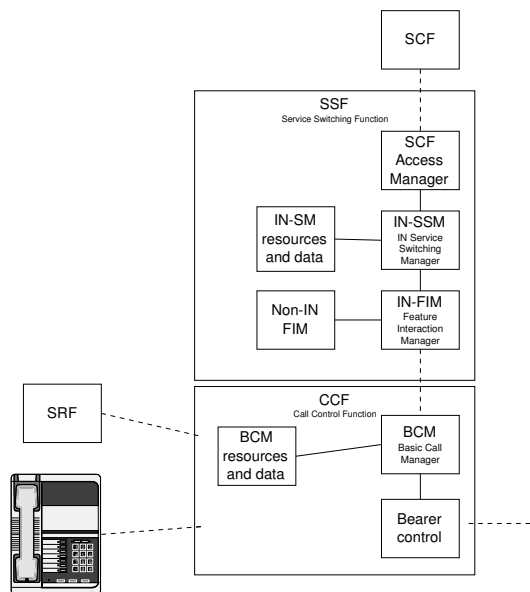 SCF
SSF
Service Switching Function
SCF
Access
Manager
IN-SM
resources
and data
IN-SSM
IN Service
Switching
Manager
Non-IN
FIM
IN-FIM
Feature
Interaction
Manager
SRF
CCF
Call Control Function
BCM
resources
and data
BCM
Basic Call
Manager
Bearer
control